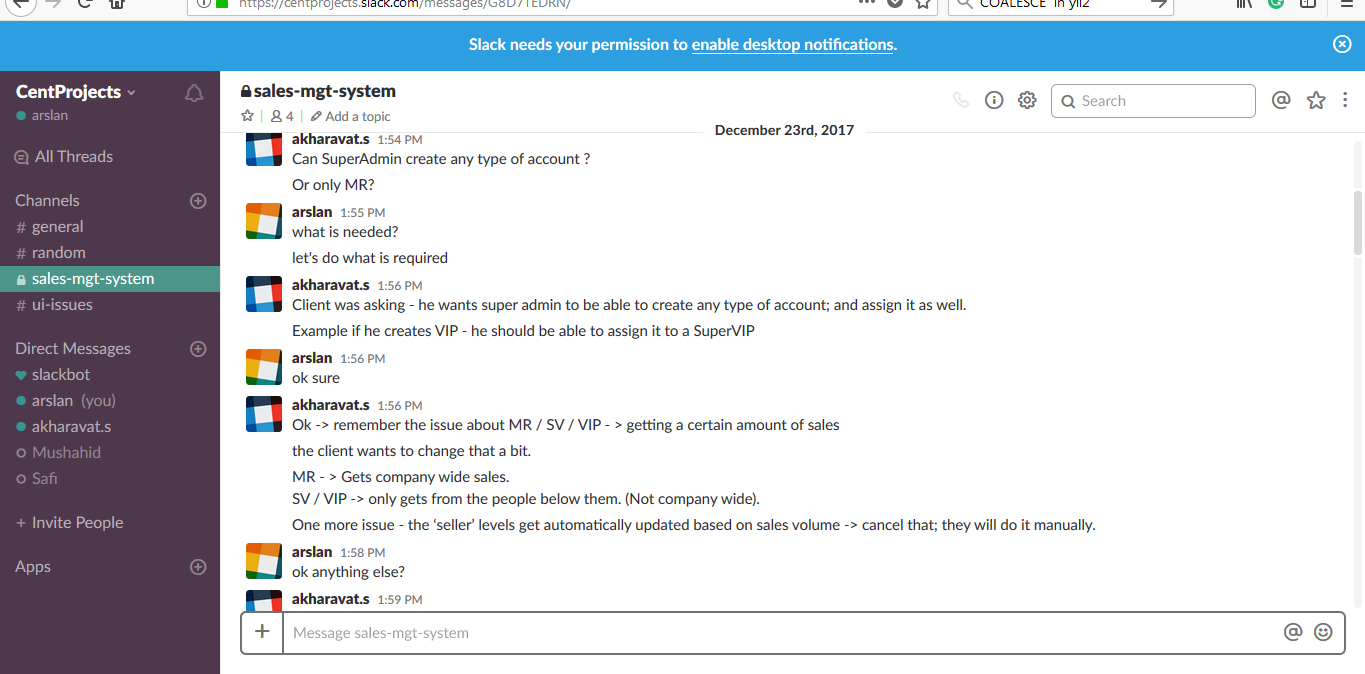 https://centprojects.slack.com/messages/G8D71EDRN/
COALESCE in yii2
Slack needs your permission to enable desktop notifications.
CentProjects
arslan
All Threads
Channels
# general
# random
sales-mgt-system
# ui-issues
Direct Messages
slackbot
arslan (you)
akharavat.s
Mushahid
Safi
+ Invite People
Apps
sales-mgt-system
4
Add a topic
Search
December 23rd, 2017
akharavat.s 1:54 PM
Can SuperAdmin create any type of account ?
Or only MR?
arslan 1:55 PM
what is needed?
let's do what is required
akharavat.s 1:56 PM
Client was asking - he wants super admin to be able to create any type of account; and assign it as well.
Example if he creates VIP - he should be able to assign it to a SuperVIP
arslan 1:56 PM
ok sure
akharavat.s 1:56 PM
Ok -> remember the issue about MR / SV / VIP - > getting a certain amount of sales
the client wants to change that a bit.
MR - > Gets company wide sales.
SV / VIP -> only gets from the people below them. (Not company wide).
One more issue - the ‘seller’ levels get automatically updated based on sales volume -> cancel that; they will do it manually.
arslan 1:58 PM
ok anything else?
akharavat.s 1:59 PM
Message sales-mgt-system